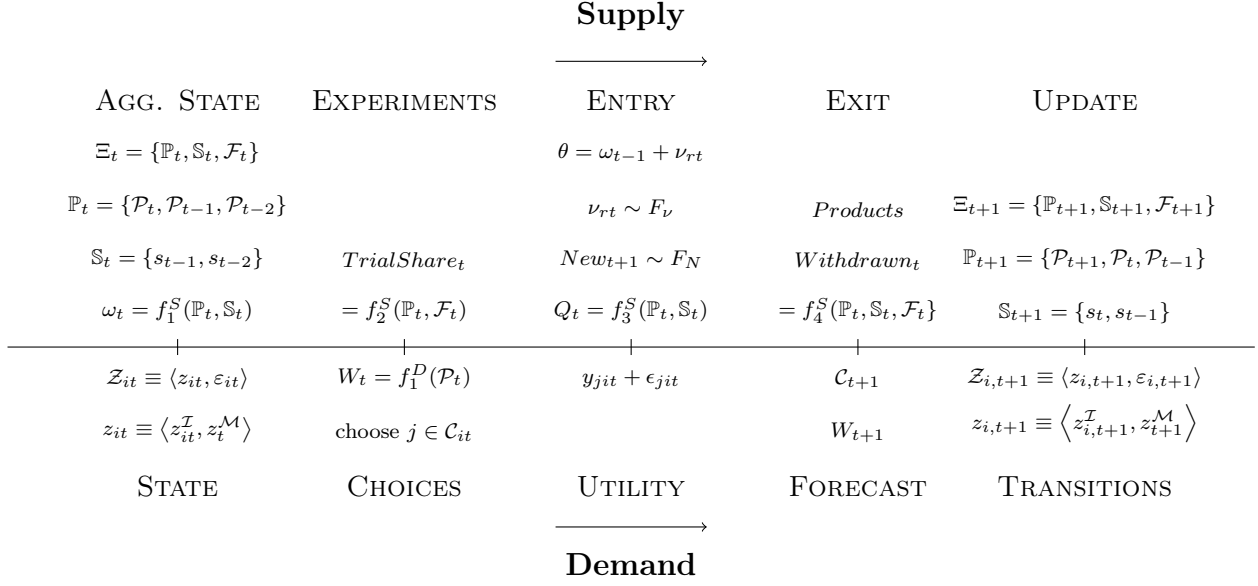 Supply
AGG. STATE EXPERIMENTS ENTRY EXIT UPDATE
Ξ_t = {ℙ_t, 𝕊_t, ℱ_t} θ = ω_{t−1} + ν_{rt}
ℙ_t = {𝒫_t, 𝒫_{t−1}, 𝒫_{t−2}} ν_{rt} ∼ F_ν Products Ξ_{t+1} = {ℙ_{t+1}, 𝕊_{t+1}, ℱ_{t+1}}
𝕊_t = {s_{t−1}, s_{t−2}} TrialShare_t New_{t+1} ∼ F_N Withdrawn_t ℙ_{t+1} = {𝒫_{t+1}, 𝒫_t, 𝒫_{t−1}}
ω_t = f_1^S(ℙ_t, 𝕊_t) = f_2^S(ℙ_t, ℱ_t) Q_t = f_3^S(ℙ_t, 𝕊_t) = f_4^S(ℙ_t, 𝕊_t, ℱ_t} 𝕊_{t+1} = {s_t, s_{t−1}}
𝒵_{it} ≡ ⟨z_{it}, ε_{it}⟩ W_t = f_1^D(𝒫_t) y_{jit} + ϵ_{jit} 𝒞_{t+1} 𝒵_{i,t+1} ≡ ⟨z_{i,t+1}, ε_{i,t+1}⟩
z_{it} ≡ ⟨z_{it}^ℐ, z_t^ℳ⟩ choose j ∈ 𝒞_{it} W_{t+1} z_{i,t+1} ≡ ⟨z_{i,t+1}^ℐ, z_{t+1}^ℳ⟩
STATE CHOICES UTILITY FORECAST TRANSITIONS
Demand